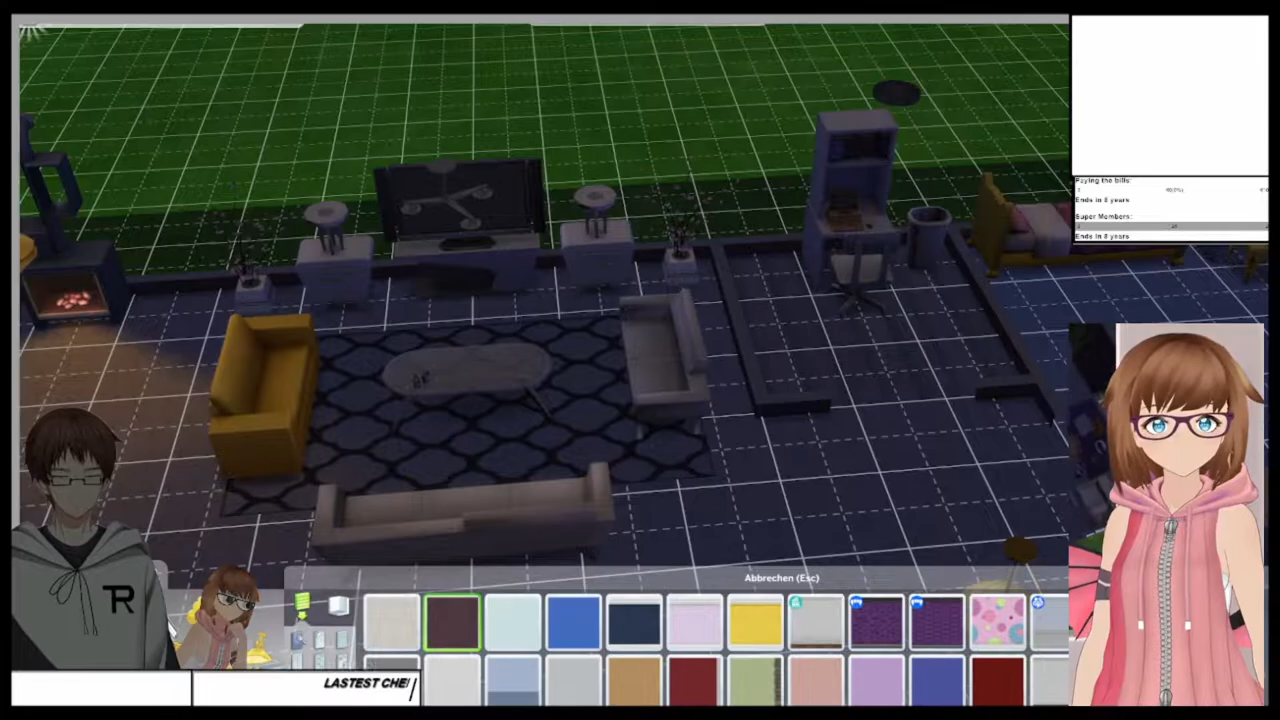 Paying the bills:
Ends in 8 years
Super Members:
Ends in 8 years
Abbrechen (Esc)
LASTEST CHE